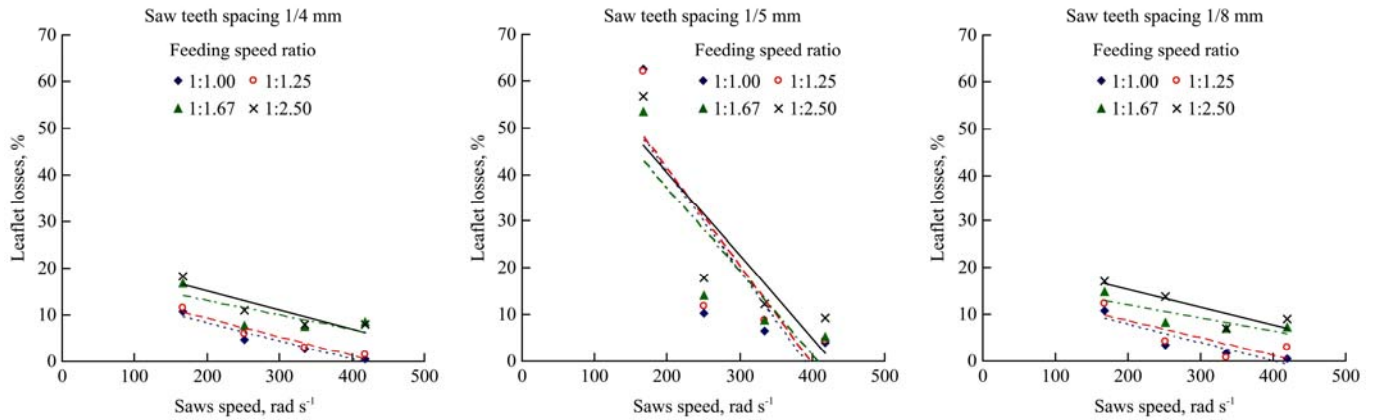 Saw teeth spacing 1/4 mm
Feeding speed ratio
1:1.00 1:1.25
1:1.67 1:2.50
Leaflet losses, %
70
60
50
40
30
20
10
0
0 100 200 300 400 500
Saws speed, rad s⁻¹
Saw teeth spacing 1/5 mm
Feeding speed ratio
1:1.00 1:1.25
1:1.67 1:2.50
Leaflet losses, %
70
60
50
40
30
20
10
0
0 100 200 300 400 500
Saws speed, rad s⁻¹
Saw teeth spacing 1/8 mm
Feeding speed ratio
1:1.00 1:1.25
1:1.67 1:2.50
Leaflet losses, %
70
60
50
40
30
20
10
0
0 100 200 300 400 500
Saws speed, rad s⁻¹